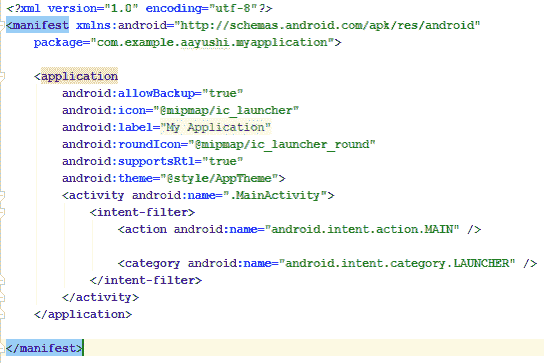 <?xml version="1.0" encoding="utf-8"?>
<manifest xmlns:android="http://schemas.android.com/apk/res/android"
    package="com.example.aayushi.myapplication">

    <application
        android:allowBackup="true"
        android:icon="@mipmap/ic_launcher"
        android:label="My Application"
        android:roundIcon="@mipmap/ic_launcher_round"
        android:supportsRtl="true"
        android:theme="@style/AppTheme">
        <activity android:name=".MainActivity">
            <intent-filter>
                <action android:name="android.intent.action.MAIN" />

                <category android:name="android.intent.category.LAUNCHER" />
            </intent-filter>
        </activity>
    </application>

</manifest>